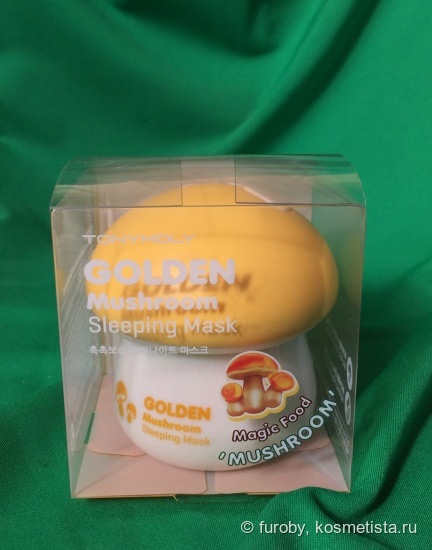 TONYMOLY
GOLDEN
Mushroom
Sleeping Mask
GOLDEN
Mushroom
Sleeping Mask
Magic Food
'MUSHROOM'
© furoby, kosmetista.ru